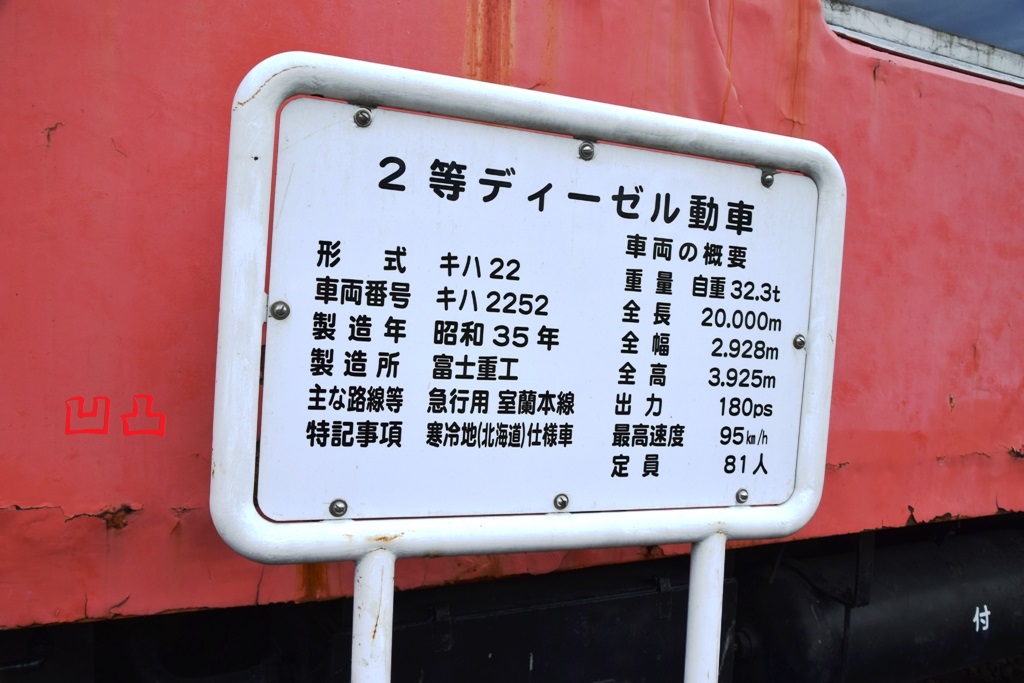 2等ディーゼル動車
形 式 キハ22
車両番号 キハ2252
製造年 昭和35年
製造所 富士重工
主な路線等 急行用 室蘭本線
特記事項 寒冷地(北海道)仕様車
車両の概要
重量 自重32.3t
全長 20.000m
全幅 2.928m
全高 3.925m
出力 180ps
最高速度 95km/h
定員 81人
凹凸
付